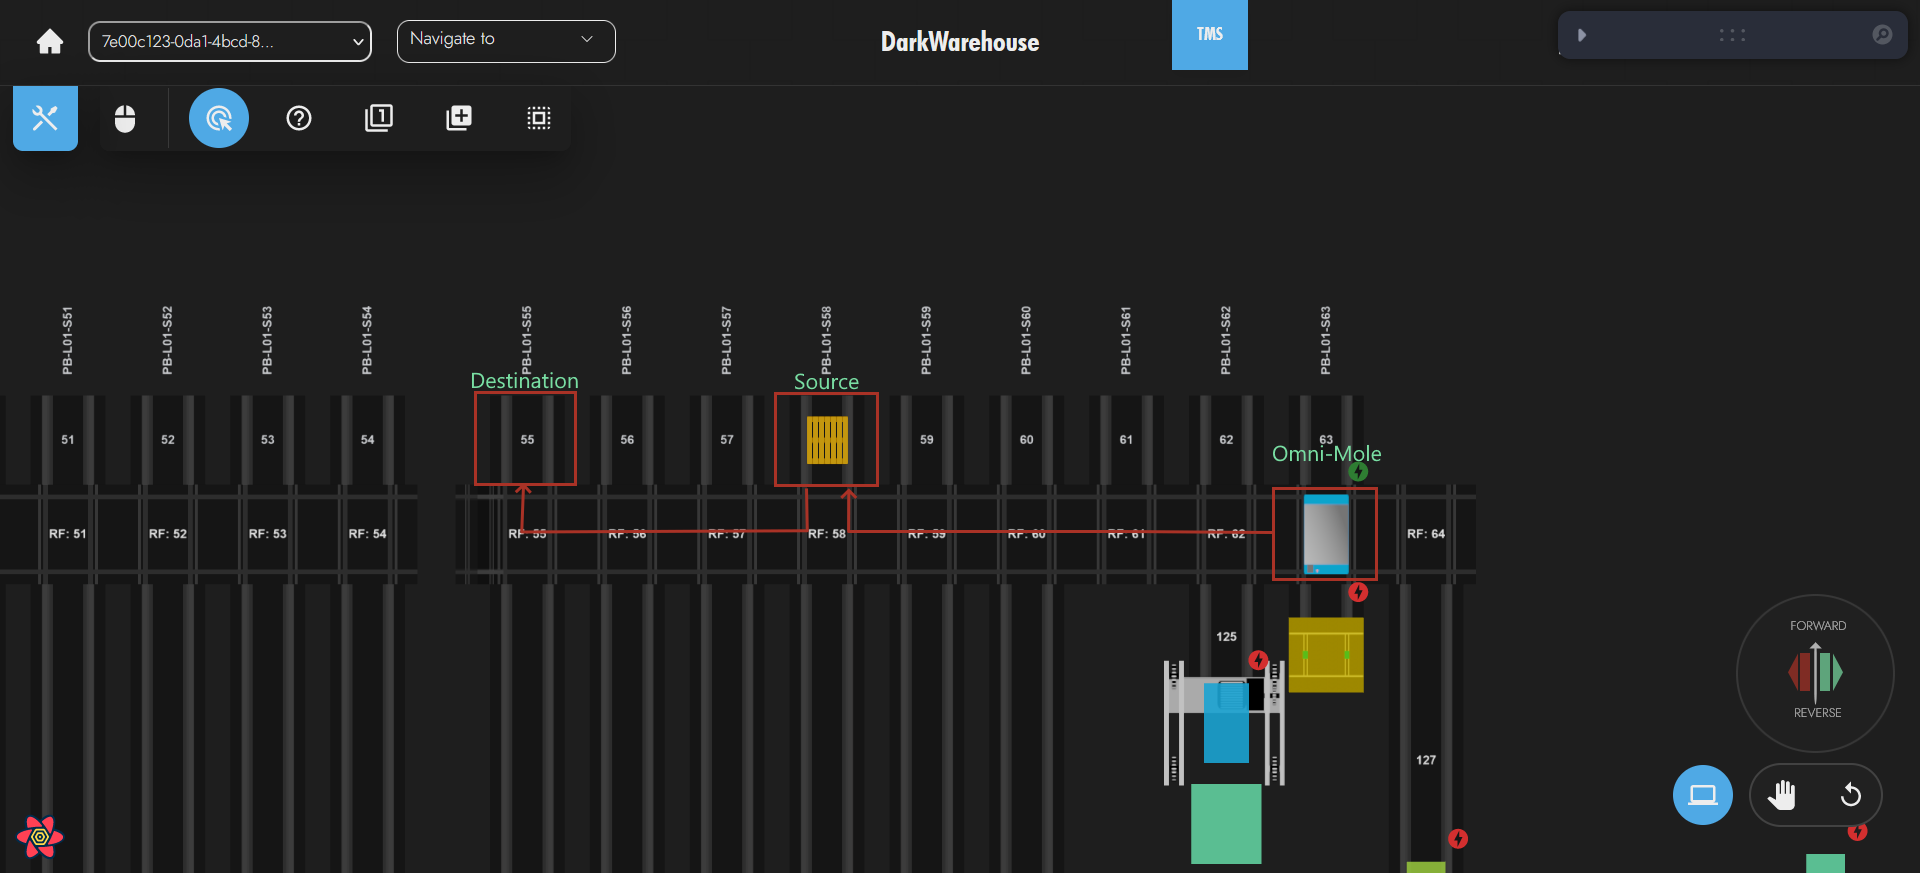 7e00c123-0da1-4bcd-8...
Navigate to
DarkWarehouse
TMS
1
PB-L01-S51
PB-L01-S52
PB-L01-S53
PB-L01-S54
PB-L01-S55
PB-L01-S56
PB-L01-S57
PB-L01-S58
PB-L01-S59
PB-L01-S60
PB-L01-S61
PB-L01-S62
PB-L01-S63
Destination
Source
51
52
53
54
55
56
57
59
60
61
62
63
Omni-Mole
RF: 51
RF: 52
RF: 53
RF: 54
RF: 55
RF: 56
RF: 57
RF: 58
RF: 59
RF: 60
RF: 61
RF: 62
RF: 64
125
FORWARD
REVERSE
127